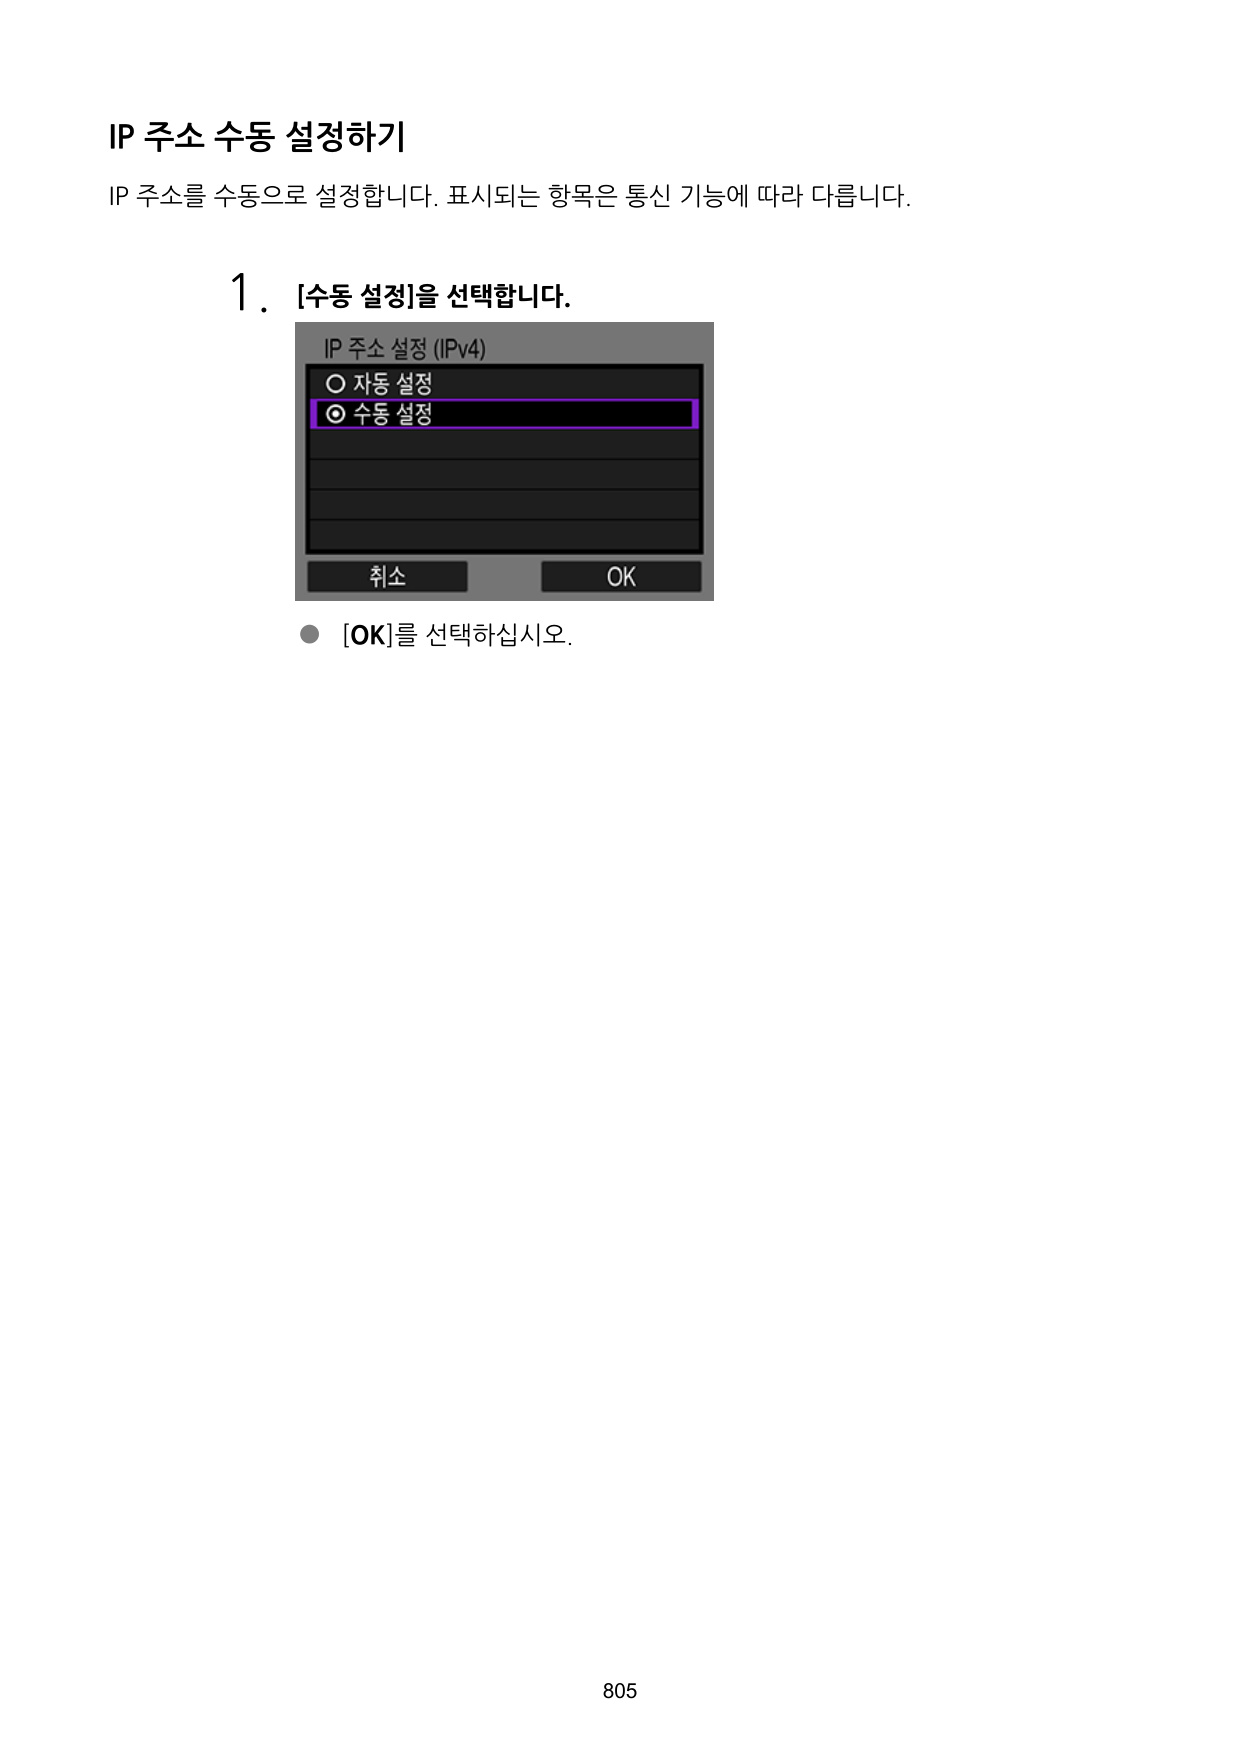 IP 주소 수동 설정하기
IP 주소를 수동으로 설정합니다. 표시되는 항목은 통신 기능에 따라 다릅니다.
1. [수동 설정]을 선택합니다.
IP 주소 설정 (IPv4)
자동 설정
수동 설정
취소 OK
● [OK]를 선택하십시오.
805